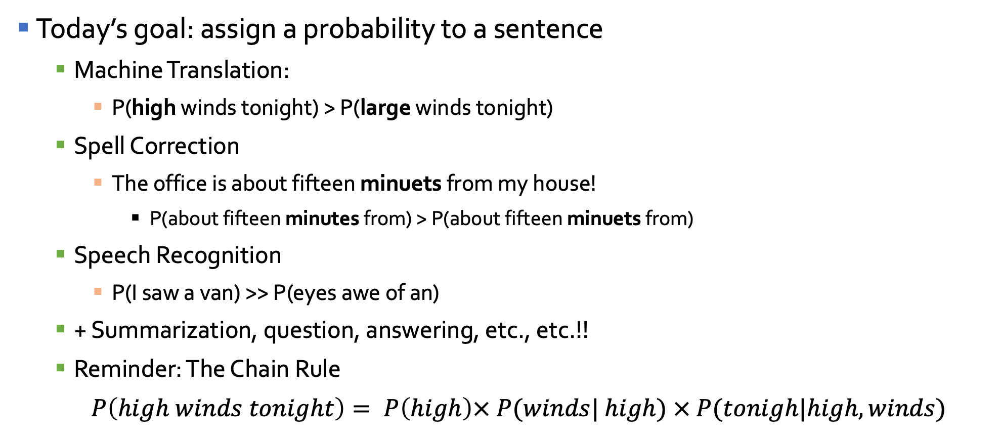 Today's goal: assign a probability to a sentence
Machine Translation:
P(high winds tonight) > P(large winds tonight)
Spell Correction
The office is about fifteen minuets from my house!
P(about fifteen minutes from) > P(about fifteen minuets from)
Speech Recognition
P(I saw a van) >> P(eyes awe of an)
+ Summarization, question, answering, etc., etc.!!
Reminder: The Chain Rule
P(high winds tonight) = P(high)× P(winds| high) × P(tonigh|high, winds)